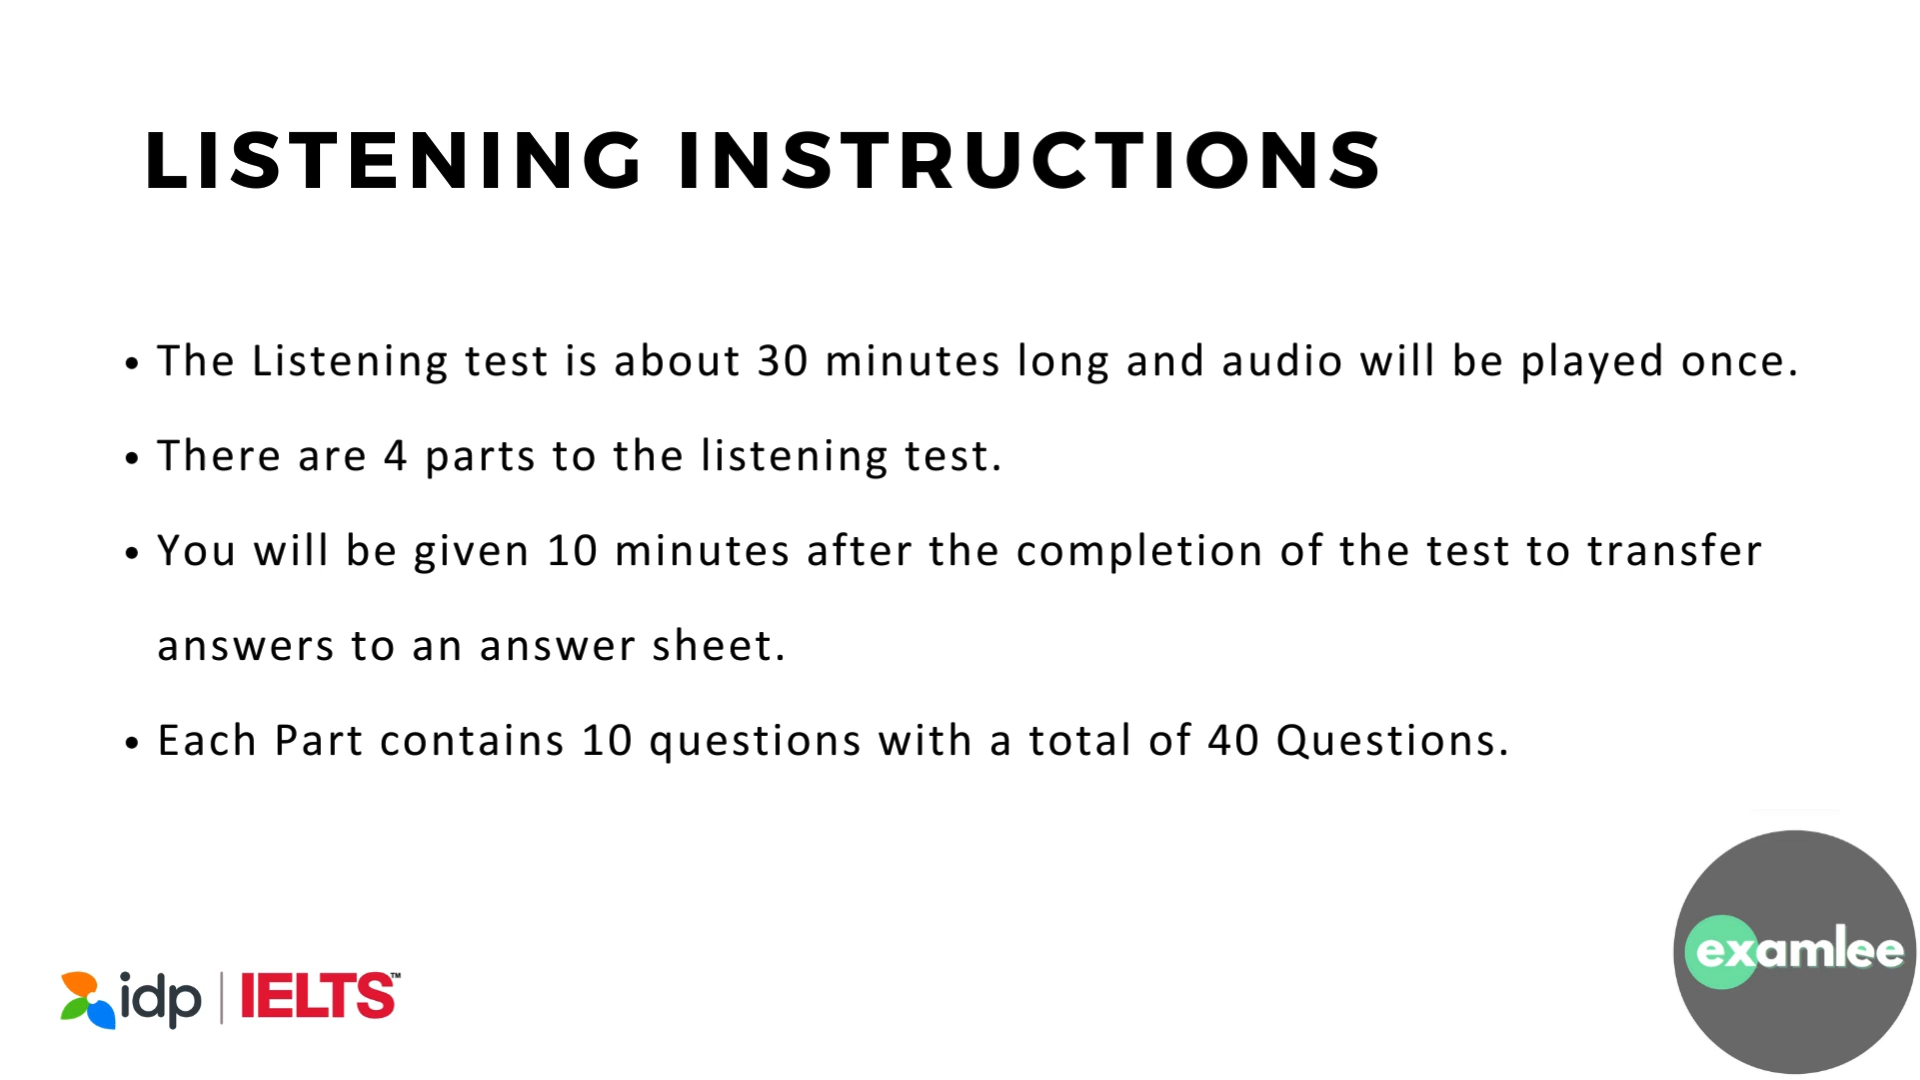 LISTENING INSTRUCTIONS
• The Listening test is about 30 minutes long and audio will be played once.
• There are 4 parts to the listening test.
• You will be given 10 minutes after the completion of the test to transfer
answers to an answer sheet.
• Each Part contains 10 questions with a total of 40 Questions.
idp | IELTS™
examlee